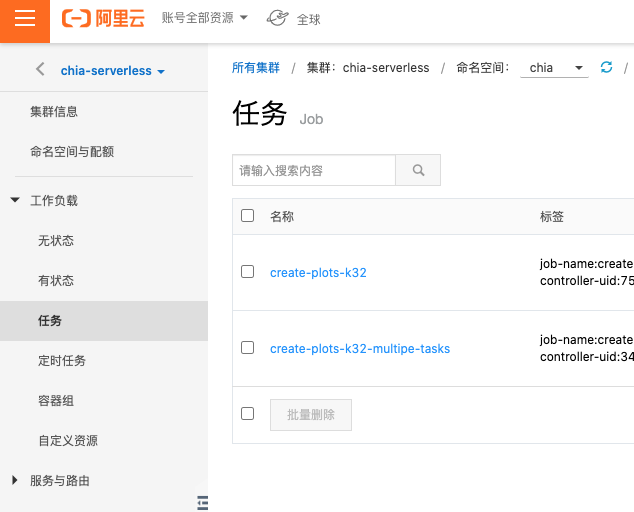 阿里云 账号全部资源 全球
chia-serverless
所有集群 / 集群：chia-serverless / 命名空间： chia /
集群信息
任务 Job
命名空间与配额
请输入搜索内容
工作负载
名称 标签
无状态
create-plots-k32 job-name:create
controller-uid:75
有状态
任务
create-plots-k32-multipe-tasks job-name:create
controller-uid:34
定时任务
容器组
批量删除
自定义资源
服务与路由